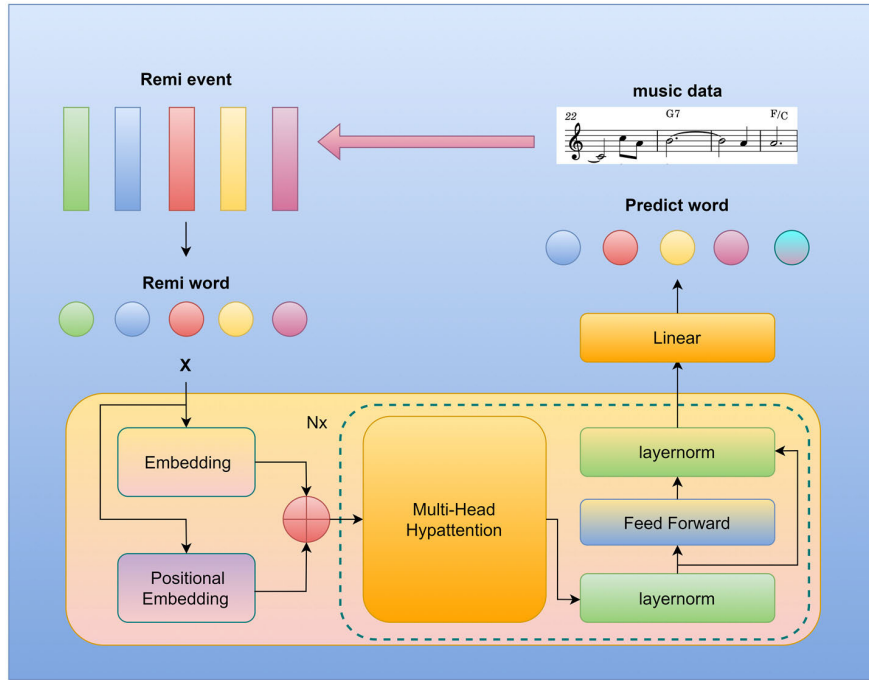 Remi event
music data
22
G7
F/C
Predict word
Remi word
Linear
X
Nx
Embedding
layernorm
Multi-Head
Hypattention
Feed Forward
Positional
Embedding
layernorm